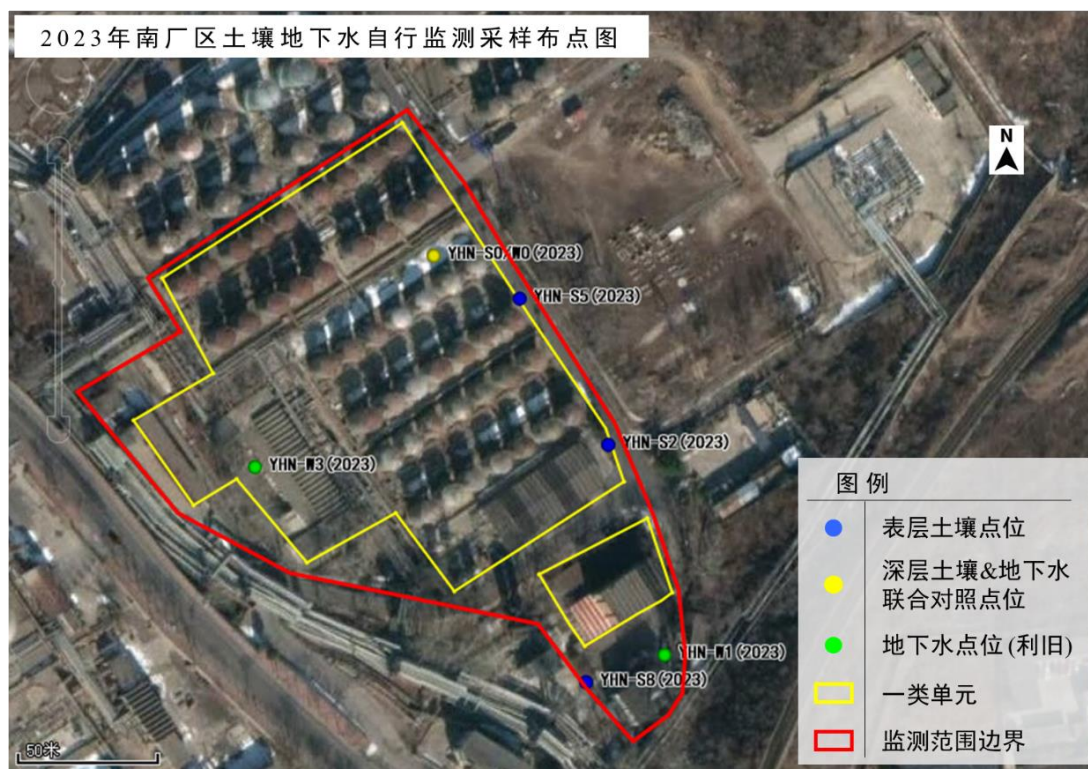 2023年南厂区土壤地下水自行监测采样布点图
N
YHN-S0/W0(2023)
YHN-S5(2023)
YHN-S2(2023)
YHN-W3(2023)
YHN-W1(2023)
YHN-S8(2023)
图例
表层土壤点位
深层土壤&地下水
联合对照点位
地下水点位(利旧)
一类单元
监测范围边界
50米